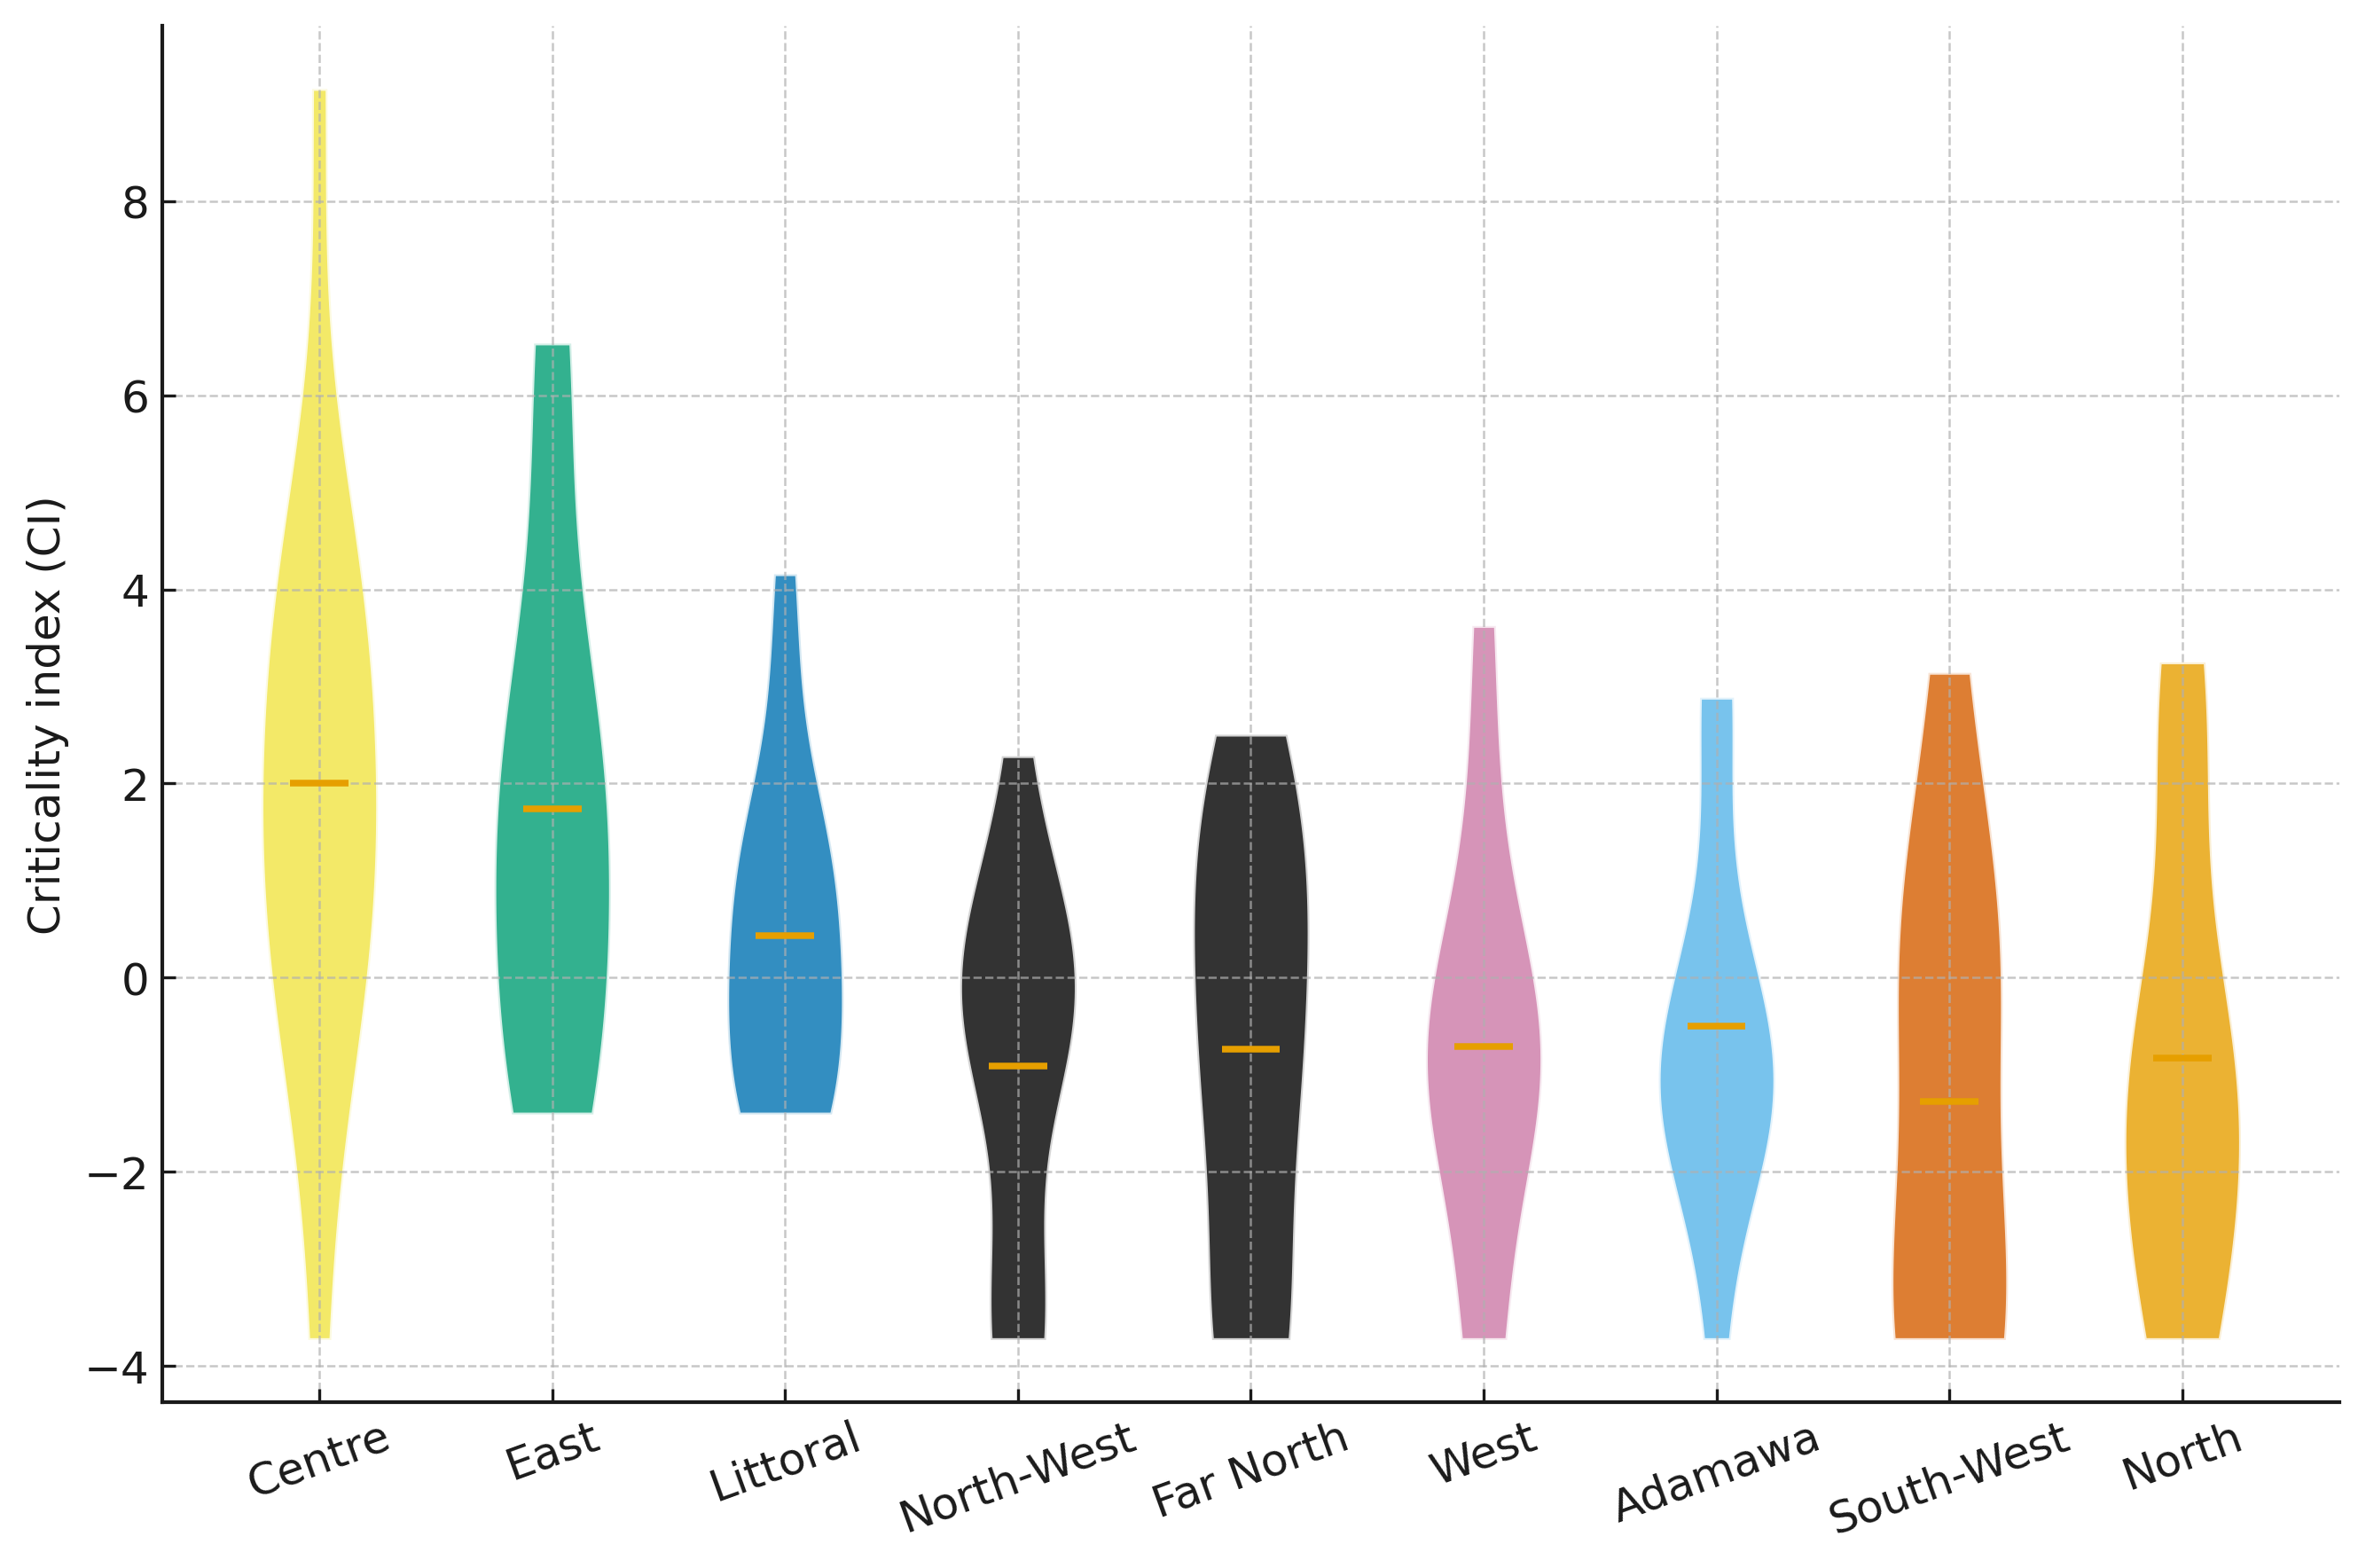 Criticality index (CI)
8
6
4
2
0
−2
−4
Centre
East
Littoral
North-West
Far North
West
Adamawa
South-West
North